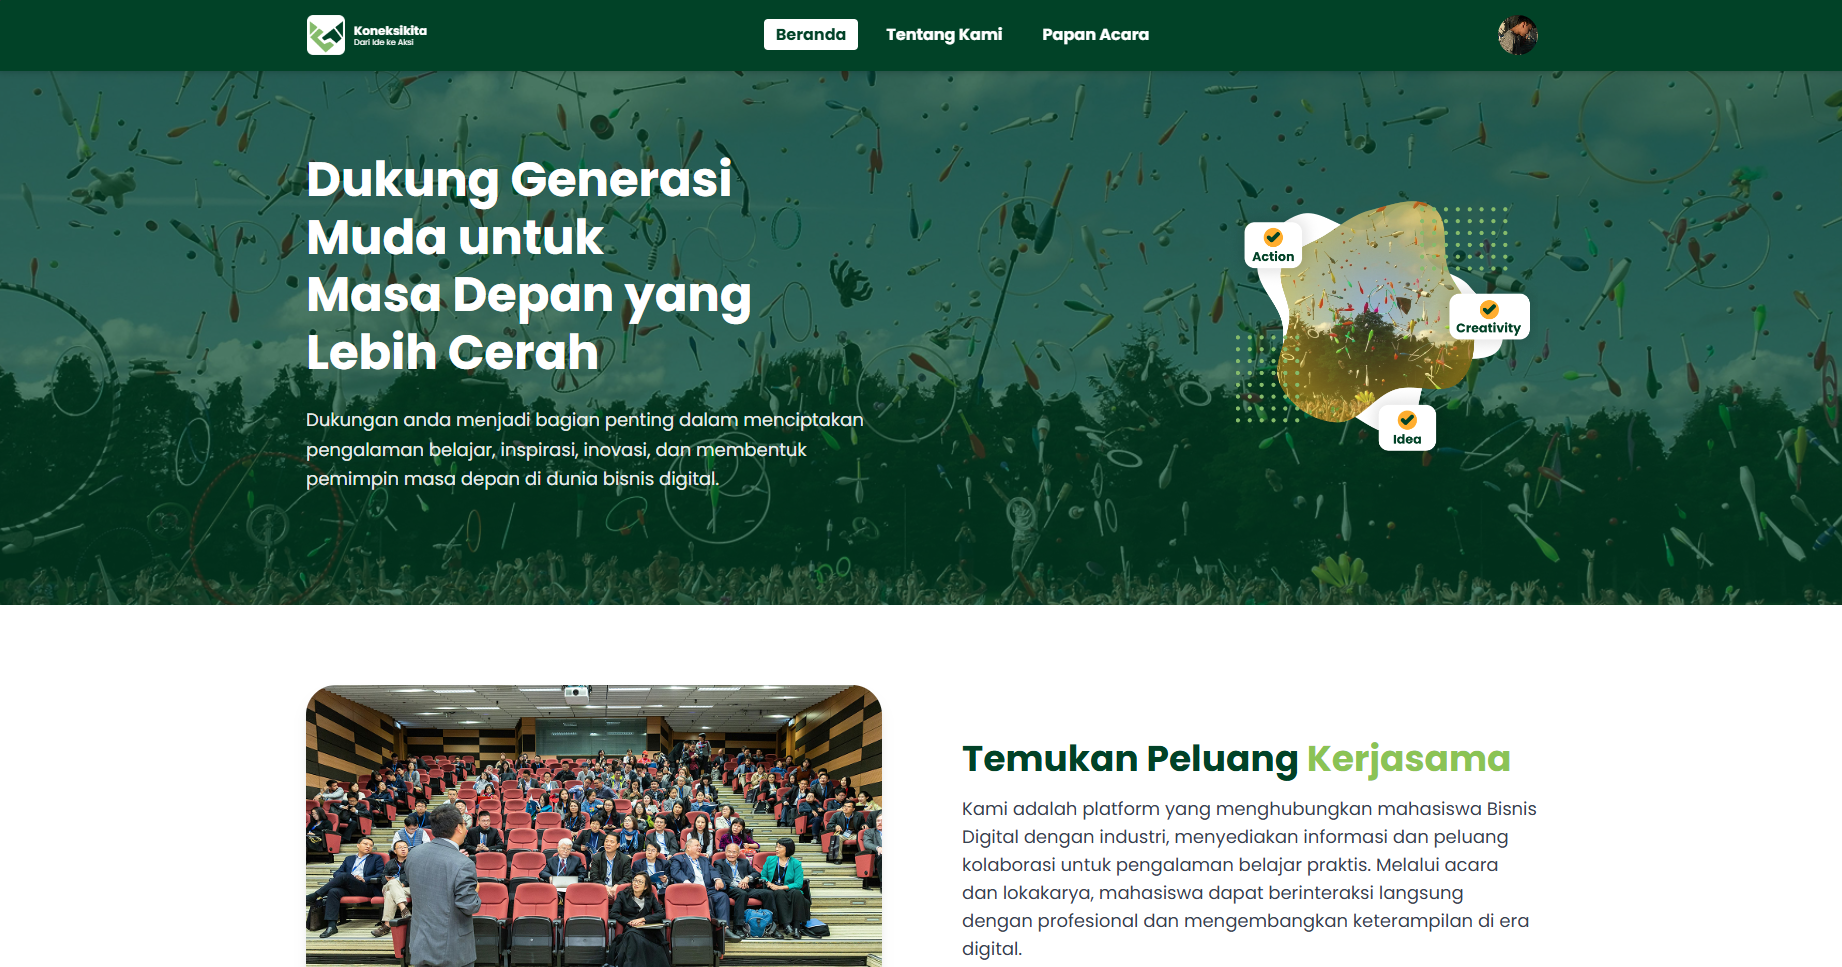 Koneksikita
Dari Ide ke Aksi
Beranda
Tentang Kami
Papan Acara
Dukung Generasi
Muda untuk
Masa Depan yang
Lebih Cerah
Dukungan anda menjadi bagian penting dalam menciptakan
pengalaman belajar, inspirasi, inovasi, dan membentuk
pemimpin masa depan di dunia bisnis digital.
Action
Creativity
Idea
Temukan Peluang Kerjasama
Kami adalah platform yang menghubungkan mahasiswa Bisnis
Digital dengan industri, menyediakan informasi dan peluang
kolaborasi untuk pengalaman belajar praktis. Melalui acara
dan lokakarya, mahasiswa dapat berinteraksi langsung
dengan profesional dan mengembangkan keterampilan di era
digital.